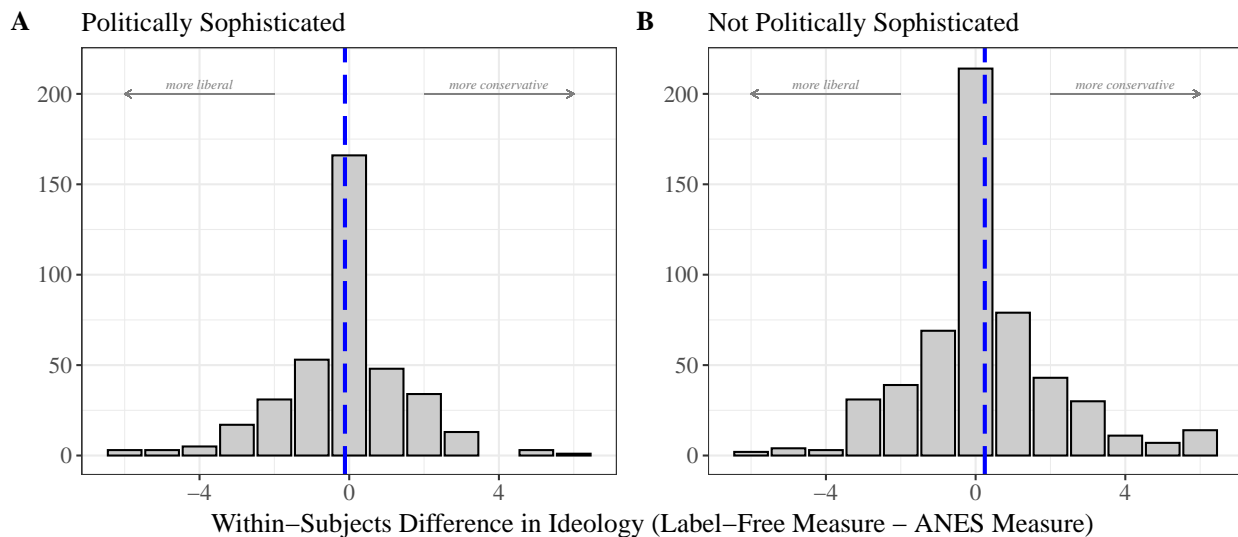 A Politically Sophisticated
B Not Politically Sophisticated
more liberal
more conservative
more liberal
more conservative
200
150
100
50
0
200
150
100
50
0
−4 0 4
−4 0 4
Within−Subjects Difference in Ideology (Label−Free Measure − ANES Measure)